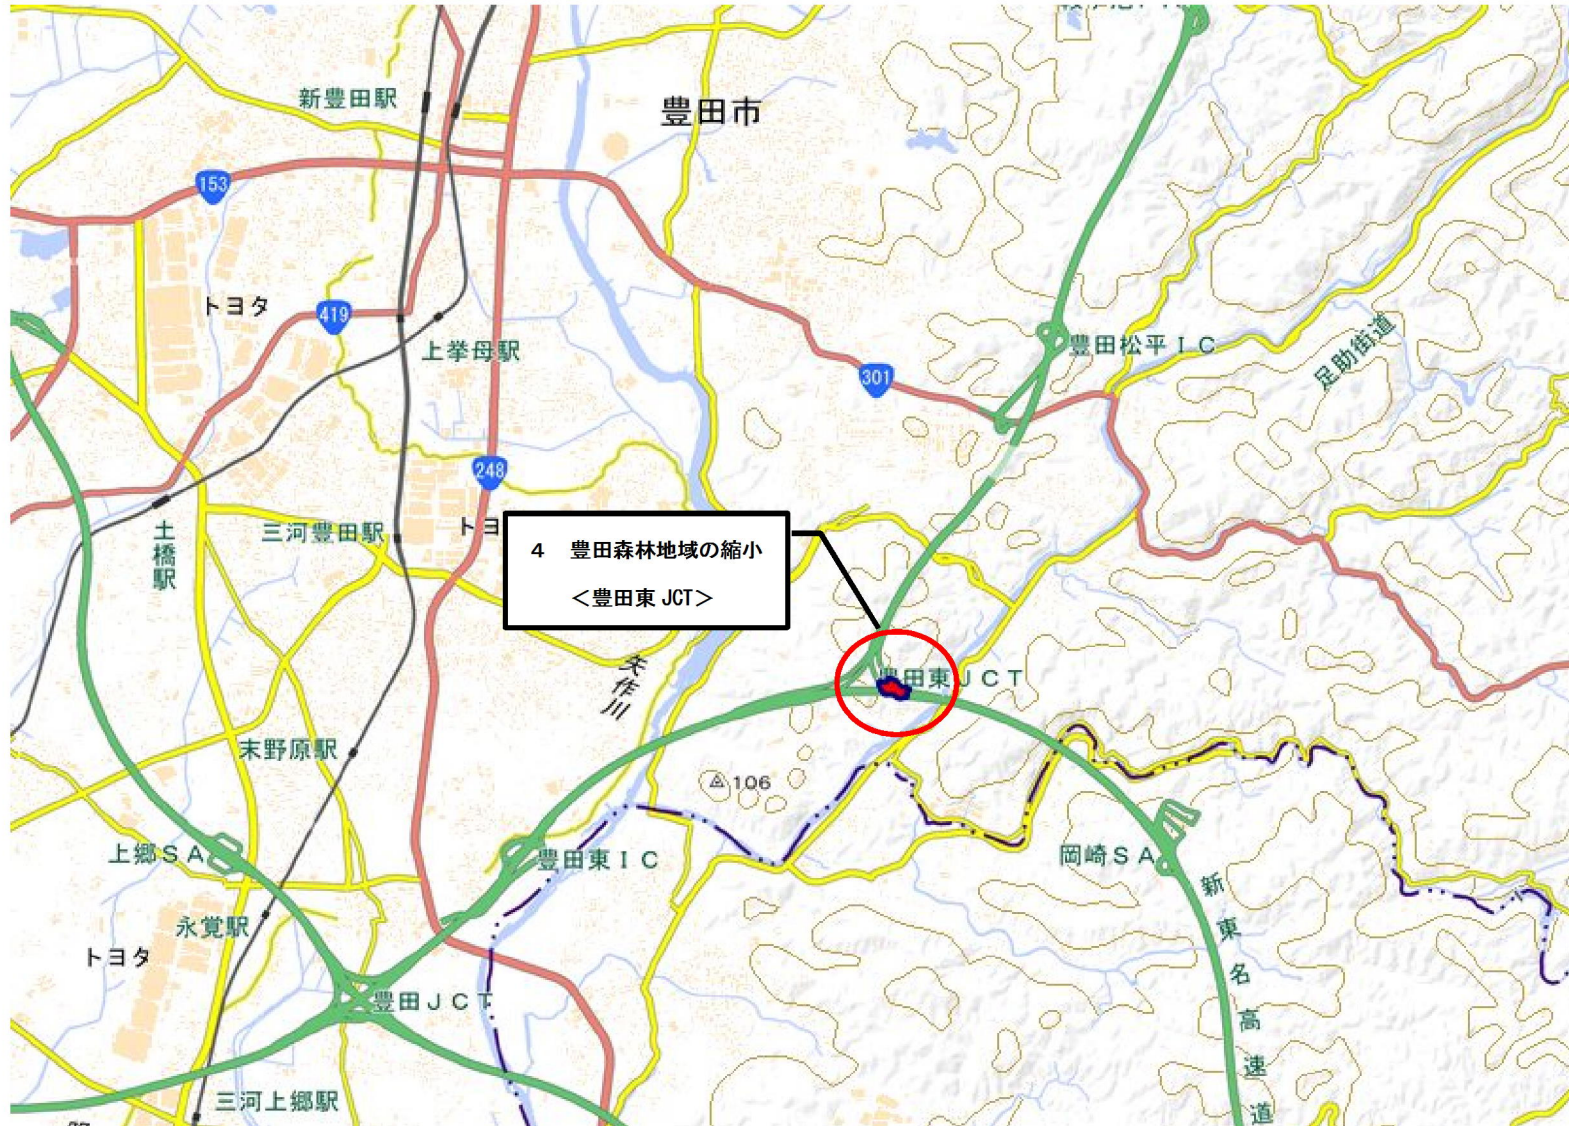 新豊田駅
豊田市
153
トヨタ
419
上挙母駅
豊田松平IC
足助街道
301
248
土橋駅
三河豊田駅
トヨ
4 豊田森林地域の縮小
<豊田東JCT>
矢作川
豊田東JCT
末野原駅
106
上郷SA
豊田東IC
岡崎SA
新東名高速道
永覚駅
トヨタ
豊田JCT
三河上郷駅